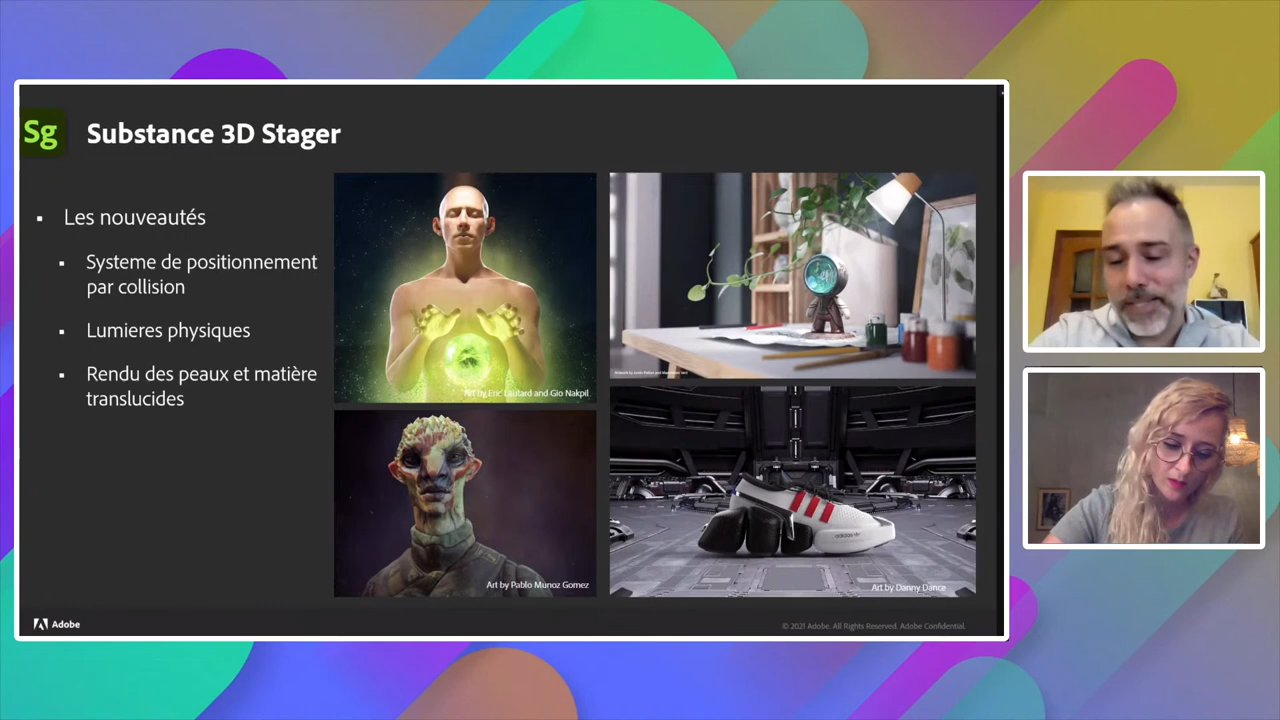 Sg
Substance 3D Stager
Les nouveautés
Systeme de positionnement
par collision
Lumieres physiques
Rendu des peaux et matière
translucides
Art by Eric Loutard and Gio Nakpil
Art by Pablo Munoz Gomez
adidas
Art by Danny Dance
Adobe
© 2021 Adobe. All Rights Reserved. Adobe Confidential.